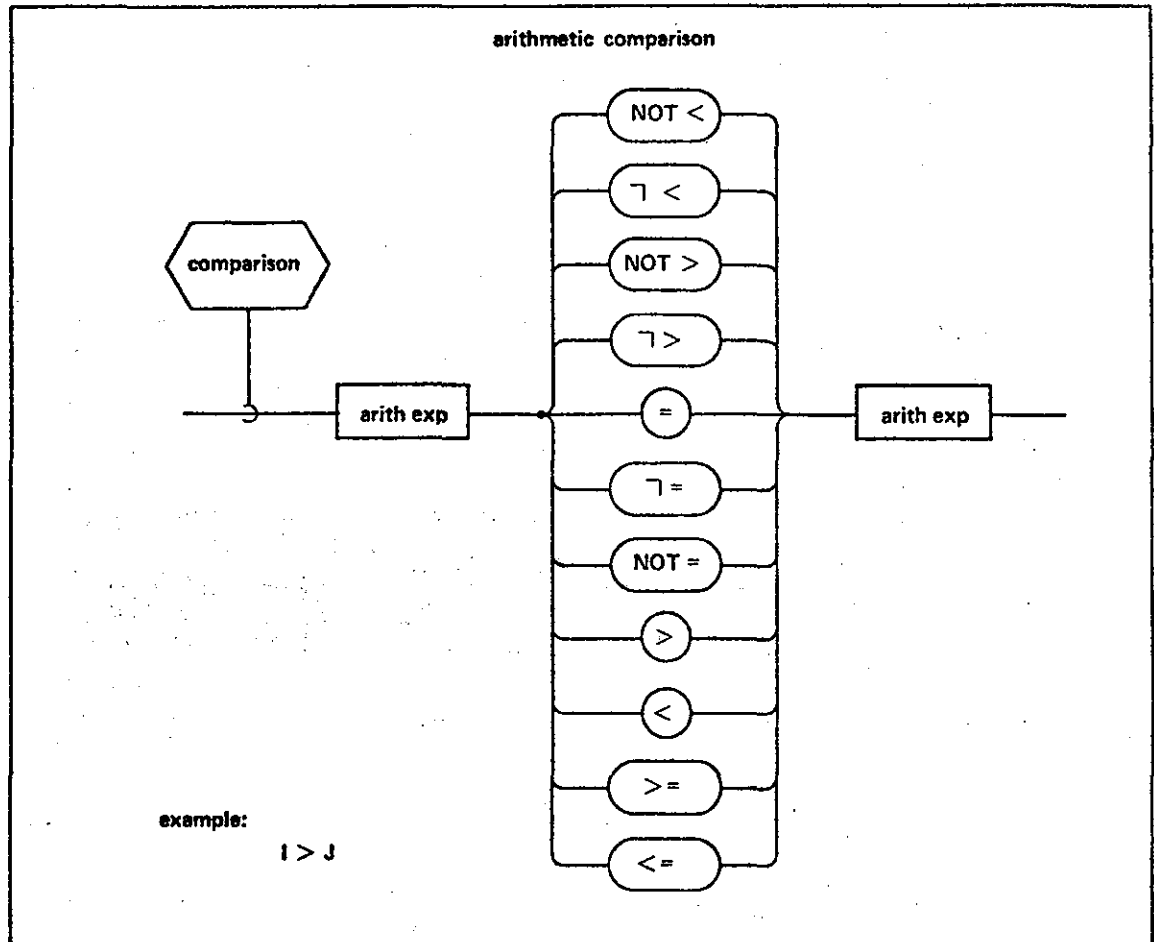 arithmetic comparison
NOT <
¬ <
NOT >
¬ >
comparison
arith exp
=
arith exp
¬ =
NOT =
>
<
> =
example:
I > J
< =